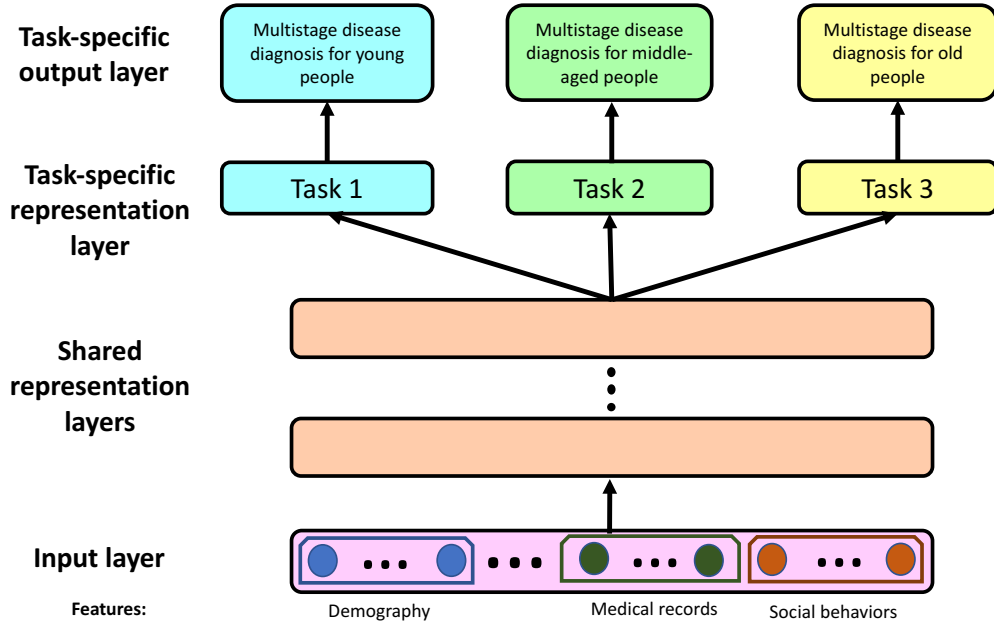 Task-specific
output layer
Multistage disease
diagnosis for young
people
Multistage disease
diagnosis for middle-
aged people
Multistage disease
diagnosis for old
people
Task-specific
representation
layer
Task 1
Task 2
Task 3
Shared
representation
layers
Input layer
Features:
Demography
Medical records
Social behaviors